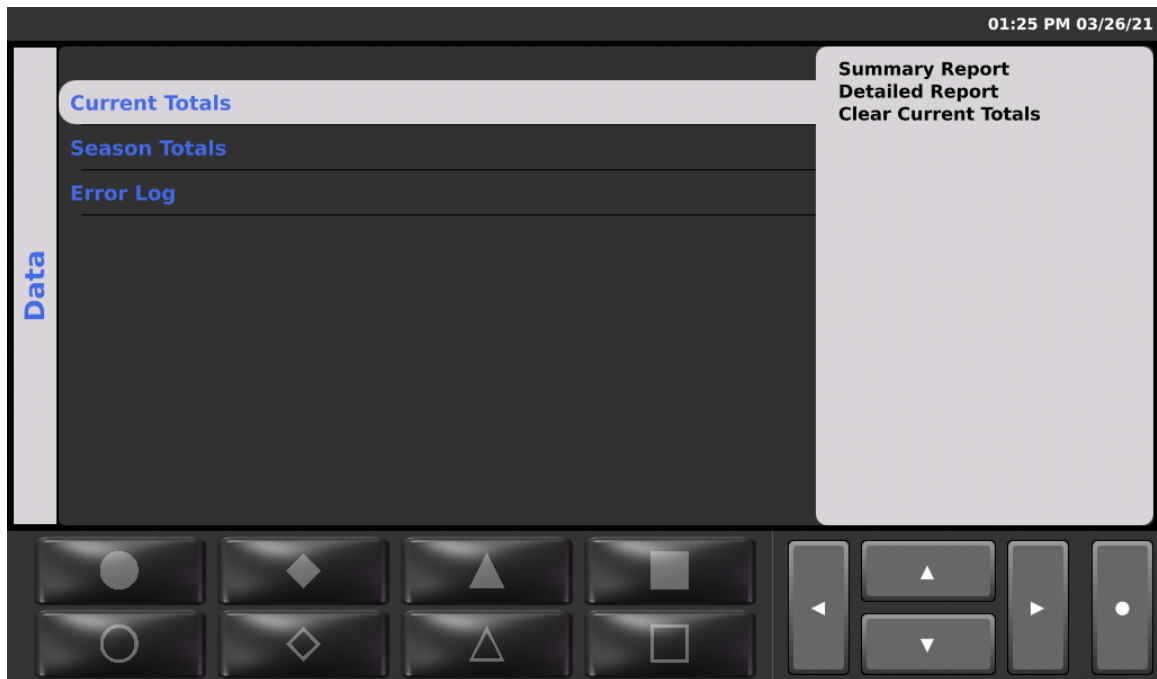 01:25 PM 03/26/21
Data
Current Totals
Season Totals
Error Log
Summary Report
Detailed Report
Clear Current Totals